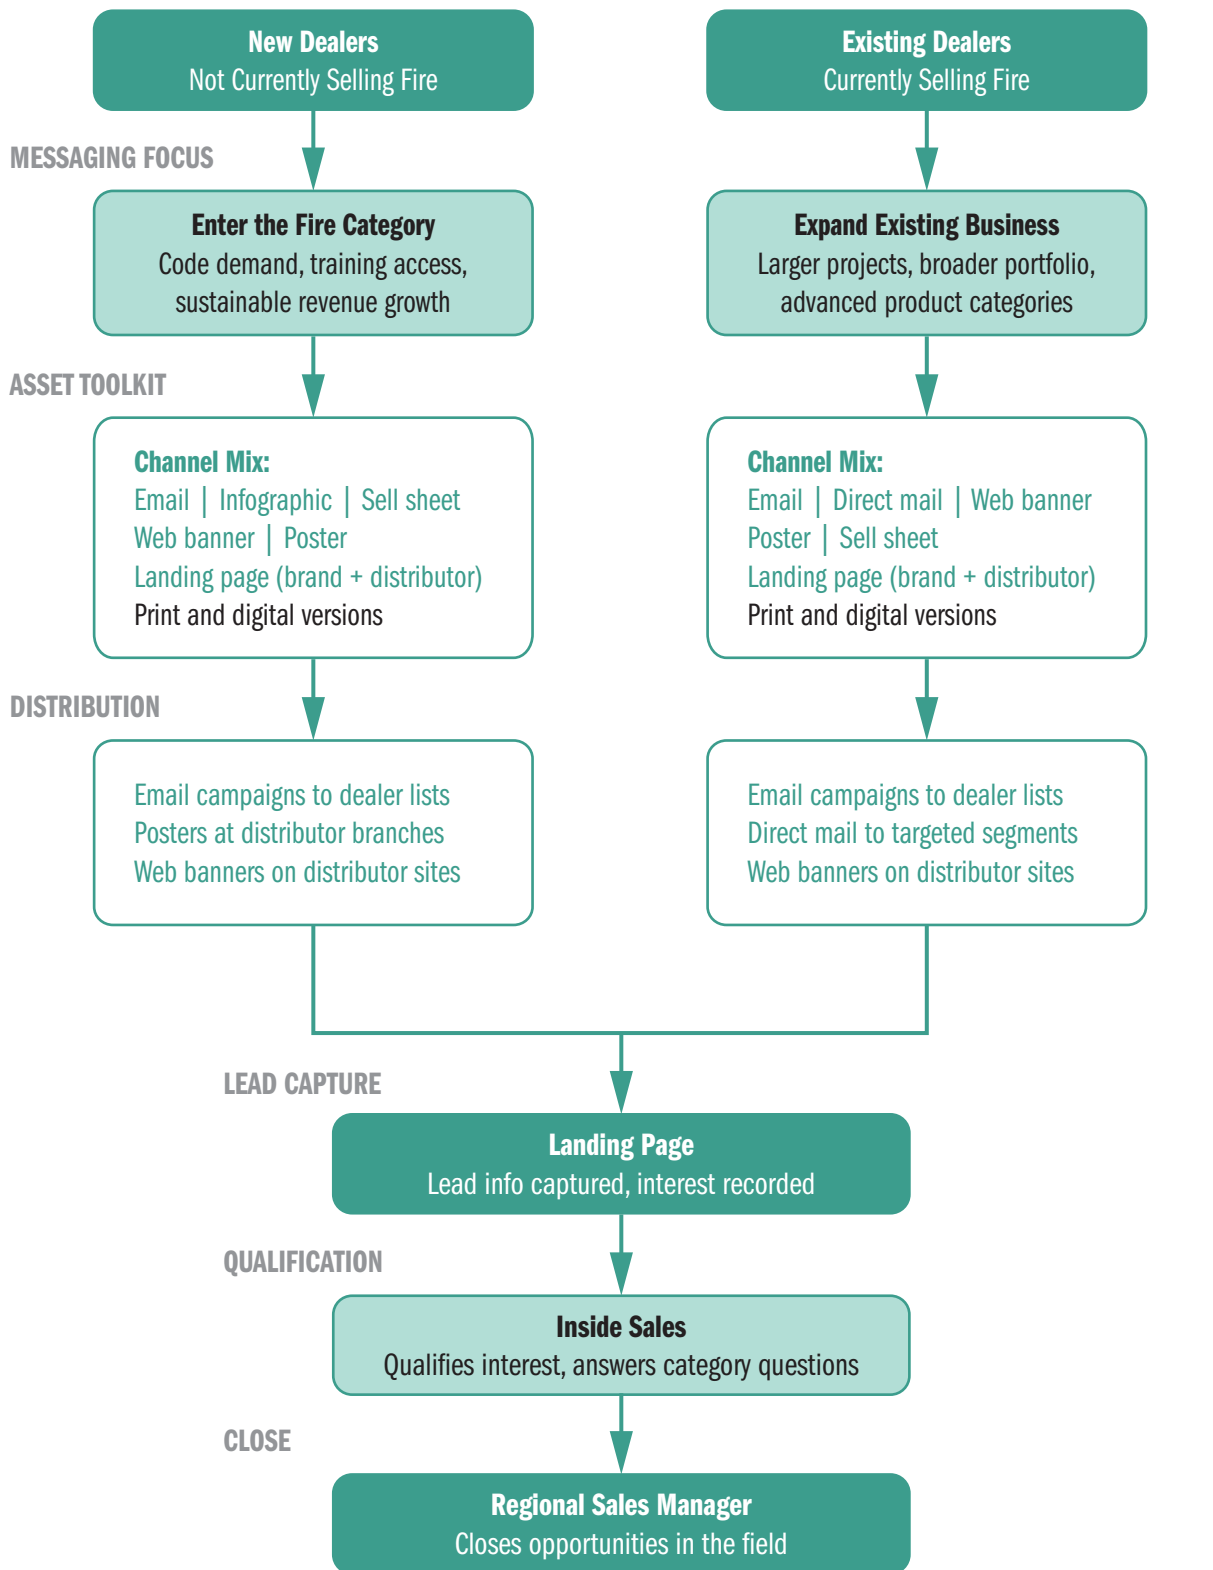 New Dealers
Not Currently Selling Fire
Existing Dealers
Currently Selling Fire
MESSAGING FOCUS
Enter the Fire Category
Code demand, training access,
sustainable revenue growth
Expand Existing Business
Larger projects, broader portfolio,
advanced product categories
ASSET TOOLKIT
Channel Mix:
Email | Infographic | Sell sheet
Web banner | Poster
Landing page (brand + distributor)
Print and digital versions
Channel Mix:
Email | Direct mail | Web banner
Poster | Sell sheet
Landing page (brand + distributor)
Print and digital versions
DISTRIBUTION
Email campaigns to dealer lists
Posters at distributor branches
Web banners on distributor sites
Email campaigns to dealer lists
Direct mail to targeted segments
Web banners on distributor sites
LEAD CAPTURE
Landing Page
Lead info captured, interest recorded
QUALIFICATION
Inside Sales
Qualifies interest, answers category questions
CLOSE
Regional Sales Manager
Closes opportunities in the field